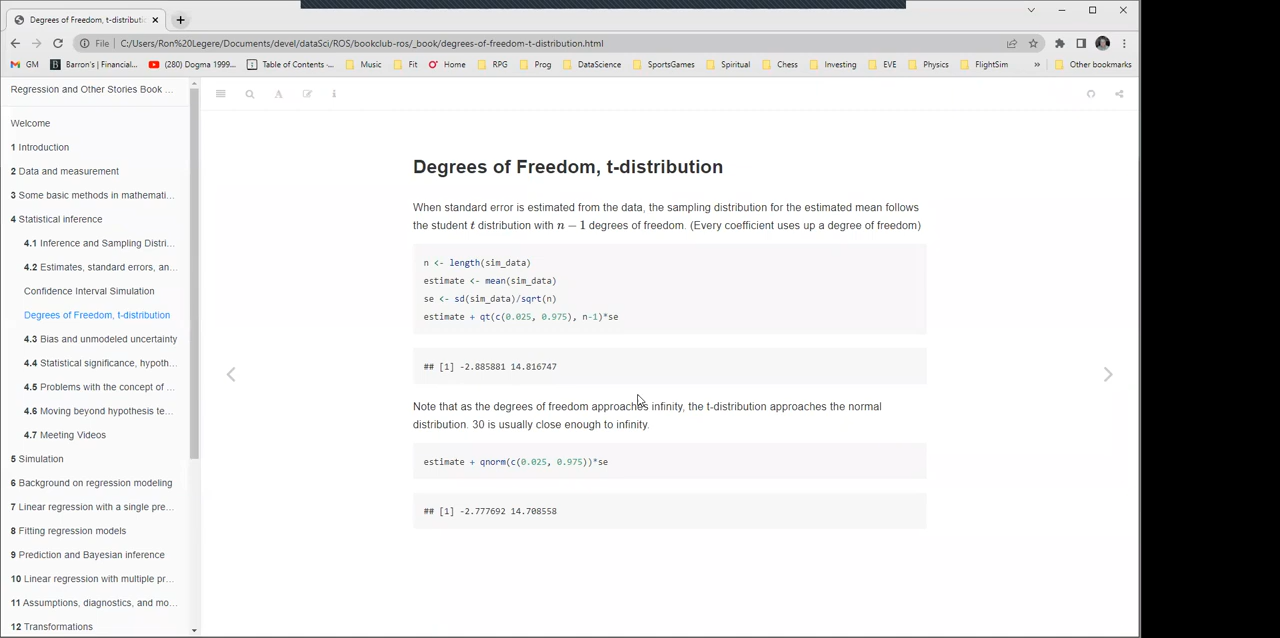 Degrees of Freedom, t-distributi
File
C:/Users/Ron%20Legere/Documents/devel/dataSci/ROS/bookclub-ros/_book/degrees-of-freedom-t-distribution.html
GM
Barron's | Financial...
(280) Dogma 1999...
Table of Contents -...
Music
Fit
Home
RPG
Prog
DataScience
SportsGames
Spiritual
Chess
Investing
EVE
Physics
FlightSim
»
Other bookmarks
Regression and Other Stories Book ...
Welcome
1 Introduction
2 Data and measurement
3 Some basic methods in mathemati...
4 Statistical inference
4.1 Inference and Sampling Distri...
4.2 Estimates, standard errors, an...
Confidence Interval Simulation
Degrees of Freedom, t-distribution
4.3 Bias and unmodeled uncertainty
4.4 Statistical significance, hypoth...
4.5 Problems with the concept of ...
4.6 Moving beyond hypothesis te...
4.7 Meeting Videos
5 Simulation
6 Background on regression modeling
7 Linear regression with a single pre...
8 Fitting regression models
9 Prediction and Bayesian inference
10 Linear regression with multiple pr...
11 Assumptions, diagnostics, and mo...
12 Transformations
Degrees of Freedom, t-distribution
When standard error is estimated from the data, the sampling distribution for the estimated mean follows
the student t distribution with n − 1 degrees of freedom. (Every coefficient uses up a degree of freedom)
n <- length(sim_data)
estimate <- mean(sim_data)
se <- sd(sim_data)/sqrt(n)
estimate + qt(c(0.025, 0.975), n-1)*se
## [1] -2.885881 14.816747
Note that as the degrees of freedom approaches infinity, the t-distribution approaches the normal
distribution. 30 is usually close enough to infinity.
estimate + qnorm(c(0.025, 0.975))*se
## [1] -2.777692 14.708558